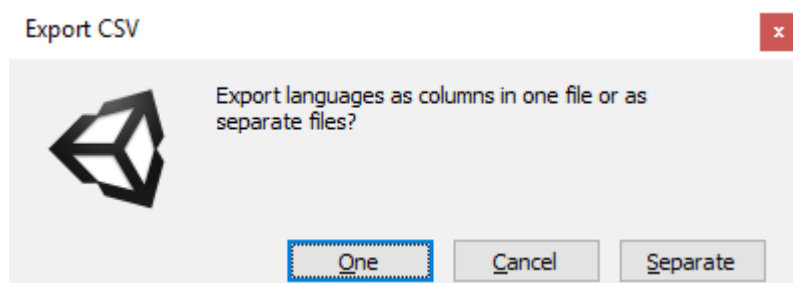 Export CSV
x
Export languages as columns in one file or as
separate files?
One
Cancel
Separate